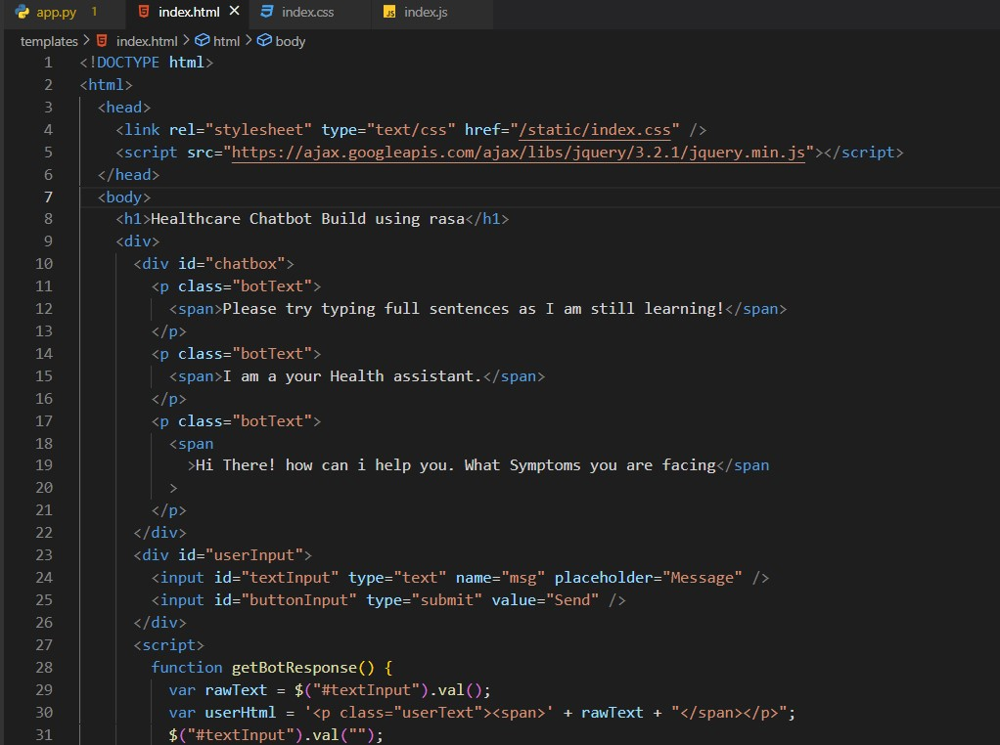 app.py 1 index.html × index.css JS index.js
templates > index.html > html > body
1 <!DOCTYPE html>
2 <html>
3 <head>
4 <link rel="stylesheet" type="text/css" href="/static/index.css" />
5 <script src="https://ajax.googleapis.com/ajax/libs/jquery/3.2.1/jquery.min.js"></script>
6 </head>
7 <body>
8 <h1>Healthcare Chatbot Build using rasa</h1>
9 <div>
10 <div id="chatbox">
11 <p class="botText">
12 <span>Please try typing full sentences as I am still learning!</span>
13 </p>
14 <p class="botText">
15 <span>I am a your Health assistant.</span>
16 </p>
17 <p class="botText">
18 <span
19 >Hi There! how can i help you. What Symptoms you are facing</span
20 >
21 </p>
22 </div>
23 <div id="userInput">
24 <input id="textInput" type="text" name="msg" placeholder="Message" />
25 <input id="buttonInput" type="submit" value="Send" />
26 </div>
27 <script>
28 function getBotResponse() {
29 var rawText = $("#textInput").val();
30 var userHtml = '<p class="userText"><span>' + rawText + "</span></p>";
31 $("#textInput").val("");